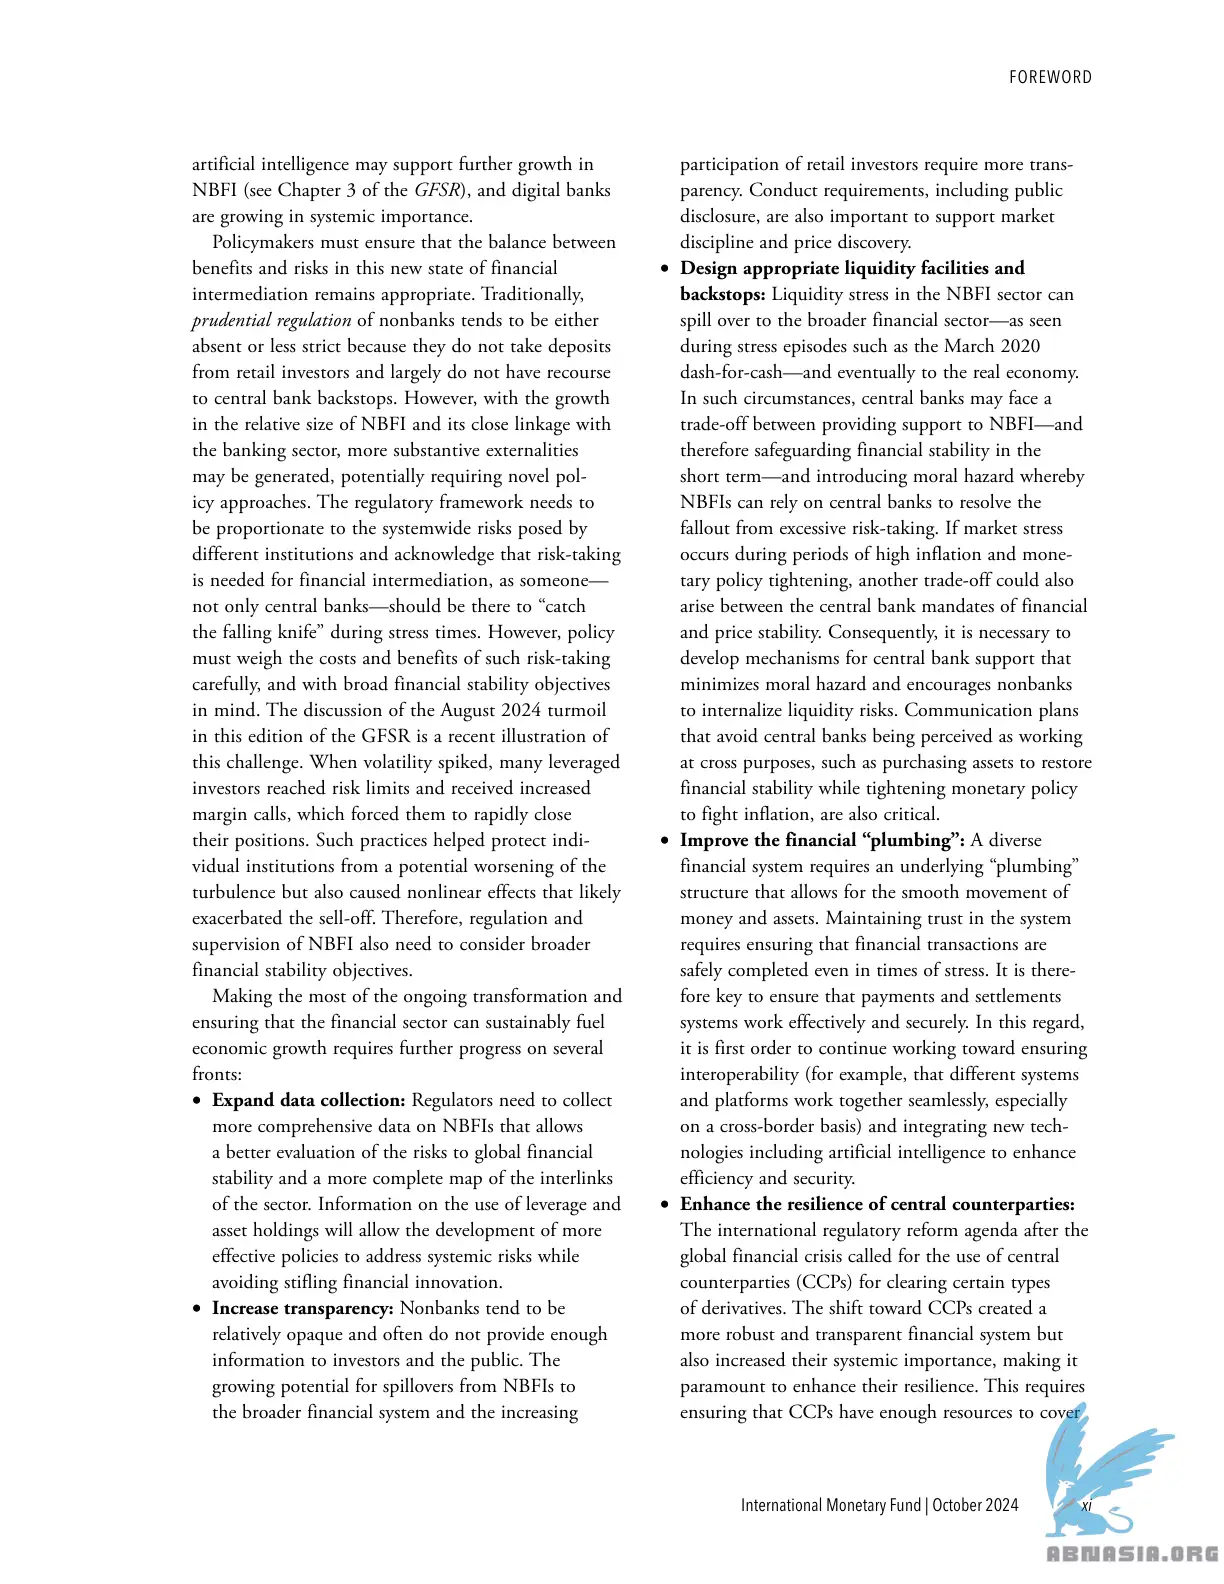 FOREWORD
artificial intelligence may support further growth in
NBFI (see Chapter 3 of the GFSR), and digital banks
are growing in systemic importance.
Policymakers must ensure that the balance between
benefits and risks in this new state of financial
intermediation remains appropriate. Traditionally,
prudential regulation of nonbanks tends to be either
absent or less strict because they do not take deposits
from retail investors and largely do not have recourse
to central bank backstops. However, with the growth
in the relative size of NBFI and its close linkage with
the banking sector, more substantive externalities
may be generated, potentially requiring novel pol-
icy approaches. The regulatory framework needs to
be proportionate to the systemwide risks posed by
different institutions and acknowledge that risk-taking
is needed for financial intermediation, as someone—
not only central banks—should be there to “catch
the falling knife” during stress times. However, policy
must weigh the costs and benefits of such risk-taking
carefully, and with broad financial stability objectives
in mind. The discussion of the August 2024 turmoil
in this edition of the GFSR is a recent illustration of
this challenge. When volatility spiked, many leveraged
investors reached risk limits and received increased
margin calls, which forced them to rapidly close
their positions. Such practices helped protect indi-
vidual institutions from a potential worsening of the
turbulence but also caused nonlinear effects that likely
exacerbated the sell-off. Therefore, regulation and
supervision of NBFI also need to consider broader
financial stability objectives.
Making the most of the ongoing transformation and
ensuring that the financial sector can sustainably fuel
economic growth requires further progress on several
fronts:
• Expand data collection: Regulators need to collect
more comprehensive data on NBFIs that allows
a better evaluation of the risks to global financial
stability and a more complete map of the interlinks
of the sector. Information on the use of leverage and
asset holdings will allow the development of more
effective policies to address systemic risks while
avoiding stifling financial innovation.
• Increase transparency: Nonbanks tend to be
relatively opaque and often do not provide enough
information to investors and the public. The
growing potential for spillovers from NBFIs to
the broader financial system and the increasing
participation of retail investors require more trans-
parency. Conduct requirements, including public
disclosure, are also important to support market
discipline and price discovery.
• Design appropriate liquidity facilities and
backstops: Liquidity stress in the NBFI sector can
spill over to the broader financial sector—as seen
during stress episodes such as the March 2020
dash-for-cash—and eventually to the real economy.
In such circumstances, central banks may face a
trade-off between providing support to NBFI—and
therefore safeguarding financial stability in the
short term—and introducing moral hazard whereby
NBFIs can rely on central banks to resolve the
fallout from excessive risk-taking. If market stress
occurs during periods of high inflation and mone-
tary policy tightening, another trade-off could also
arise between the central bank mandates of financial
and price stability. Consequently, it is necessary to
develop mechanisms for central bank support that
minimizes moral hazard and encourages nonbanks
to internalize liquidity risks. Communication plans
that avoid central banks being perceived as working
at cross purposes, such as purchasing assets to restore
financial stability while tightening monetary policy
to fight inflation, are also critical.
• Improve the financial “plumbing”: A diverse
financial system requires an underlying “plumbing”
structure that allows for the smooth movement of
money and assets. Maintaining trust in the system
requires ensuring that financial transactions are
safely completed even in times of stress. It is there-
fore key to ensure that payments and settlements
systems work effectively and securely. In this regard,
it is first order to continue working toward ensuring
interoperability (for example, that different systems
and platforms work together seamlessly, especially
on a cross-border basis) and integrating new tech-
nologies including artificial intelligence to enhance
efficiency and security.
• Enhance the resilience of central counterparties:
The international regulatory reform agenda after the
global financial crisis called for the use of central
counterparties (CCPs) for clearing certain types
of derivatives. The shift toward CCPs created a
more robust and transparent financial system but
also increased their systemic importance, making it
paramount to enhance their resilience. This requires
ensuring that CCPs have enough resources to cover
International Monetary Fund | October 2024 xi
ABNASIA.ORG